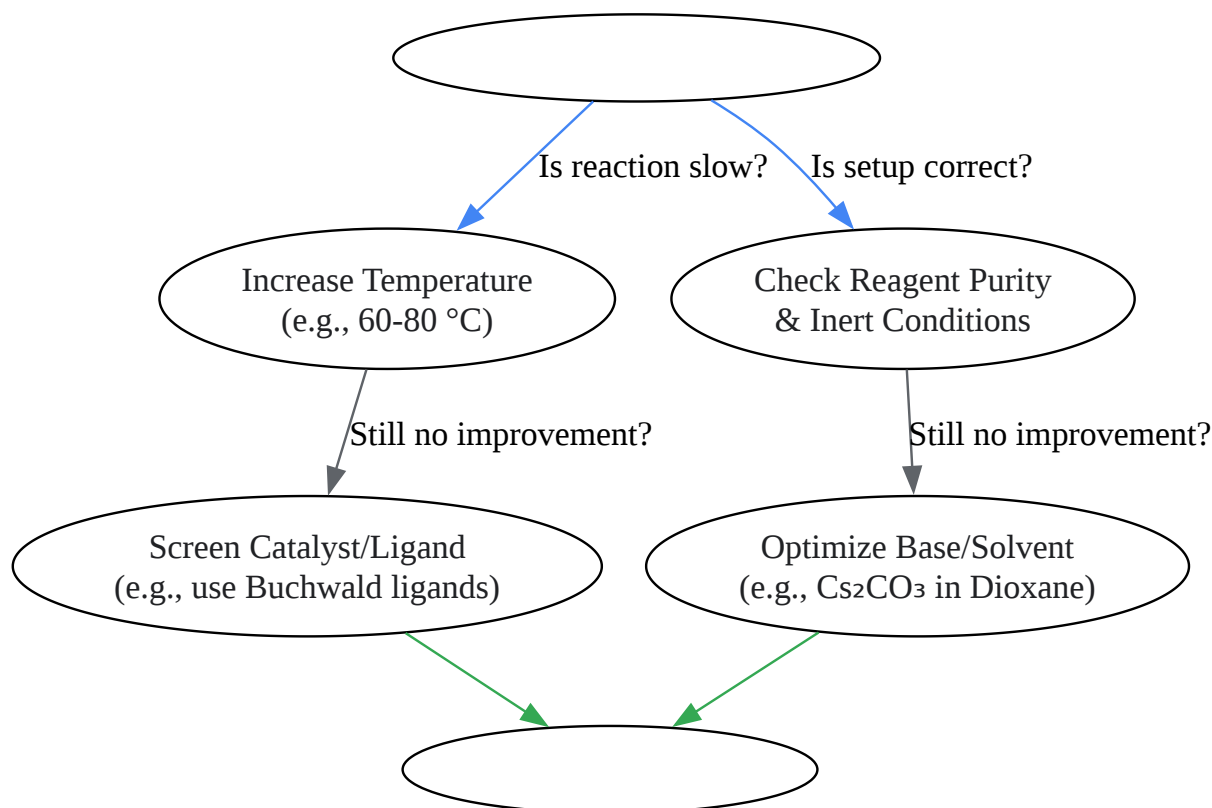 Is reaction slow?
Is setup correct?
Increase Temperature
(e.g., 60-80 °C)
Check Reagent Purity
& Inert Conditions
Still no improvement?
Still no improvement?
Screen Catalyst/Ligand
(e.g., use Buchwald ligands)
Optimize Base/Solvent
(e.g., Cs₂CO₃ in Dioxane)